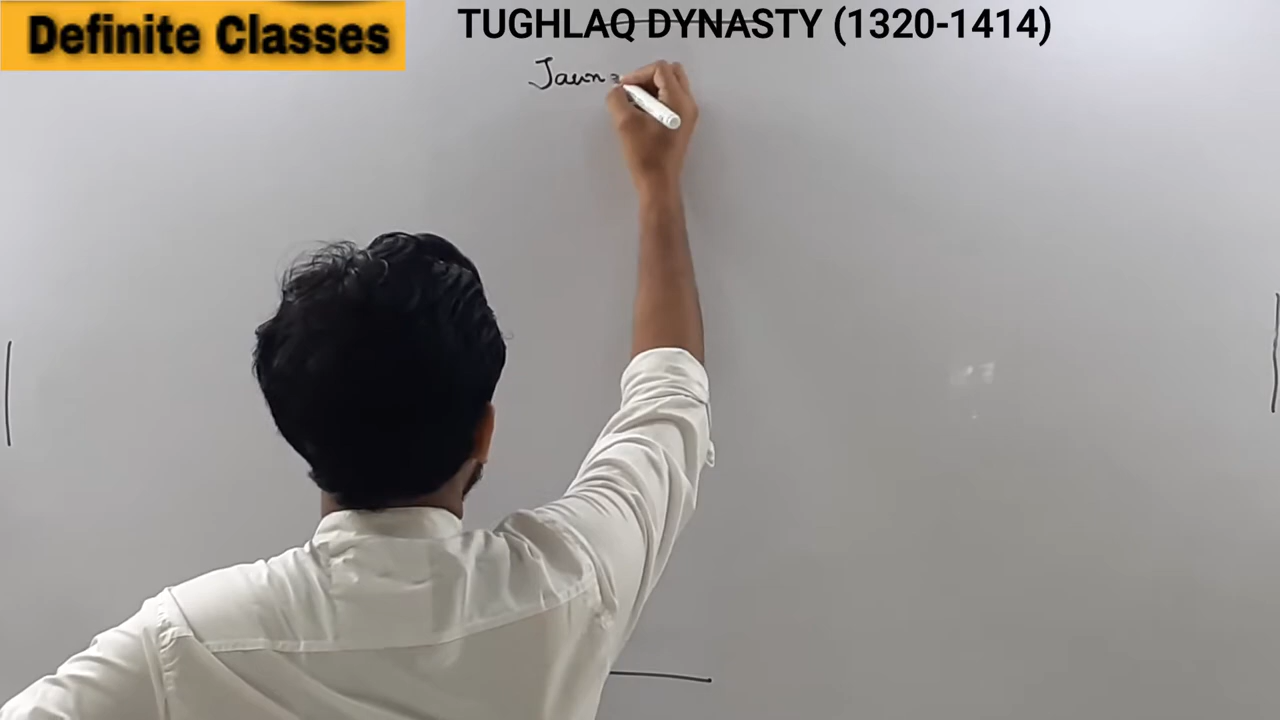 Definite Classes
TUGHLAQ DYNASTY (1320-1414)
Jaun